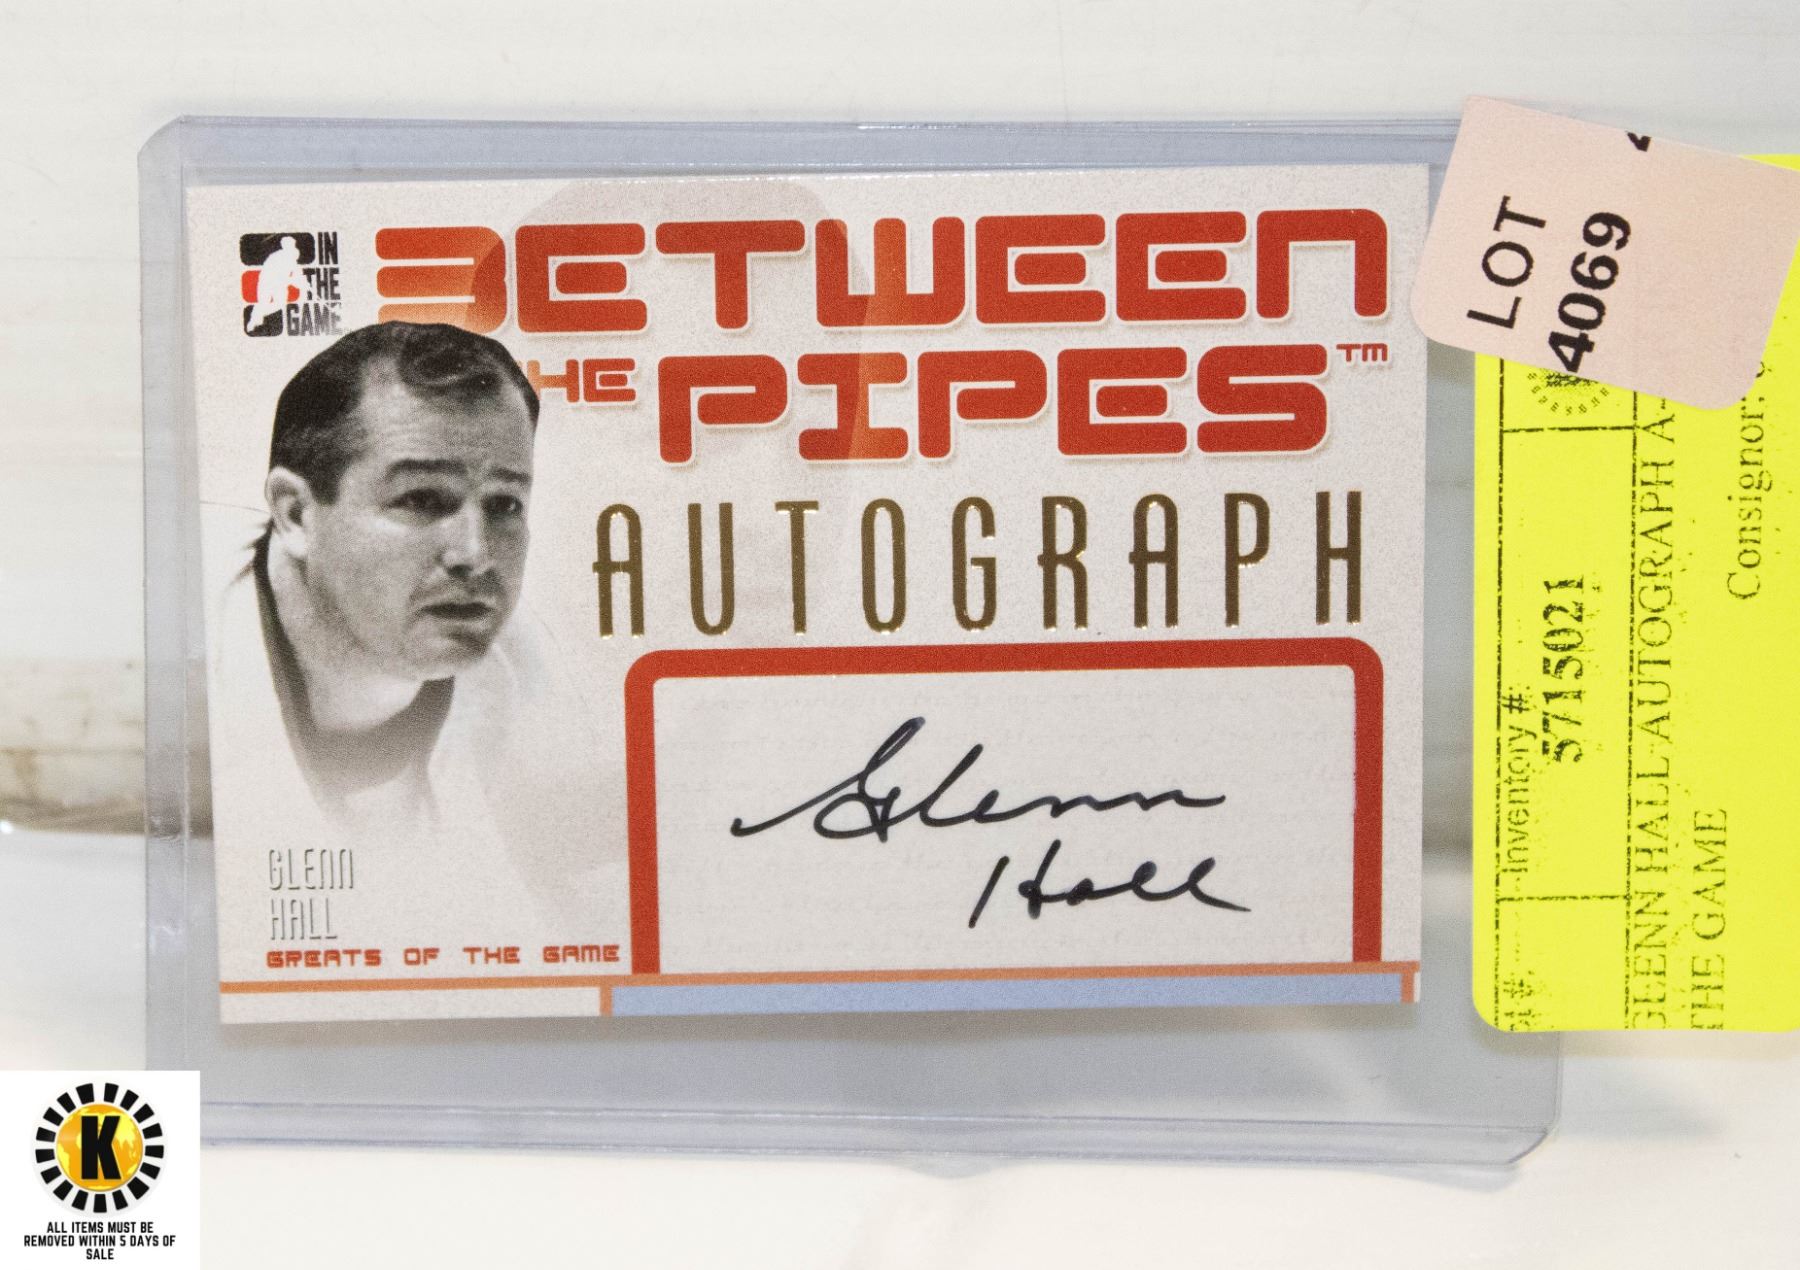 IN
THE
GAME
BETWEEN
THE PIPES™
AUTOGRAPH
Glenn
Hall
GLENN
HALL
GREATS OF THE GAME
LOT
4069
Inventory #:
5715021
GEENN HALL AUTOGRAPH A-
THE GAME
Consignor:
K
ALL ITEMS MUST BE
REMOVED WITHIN 5 DAYS OF
SALE